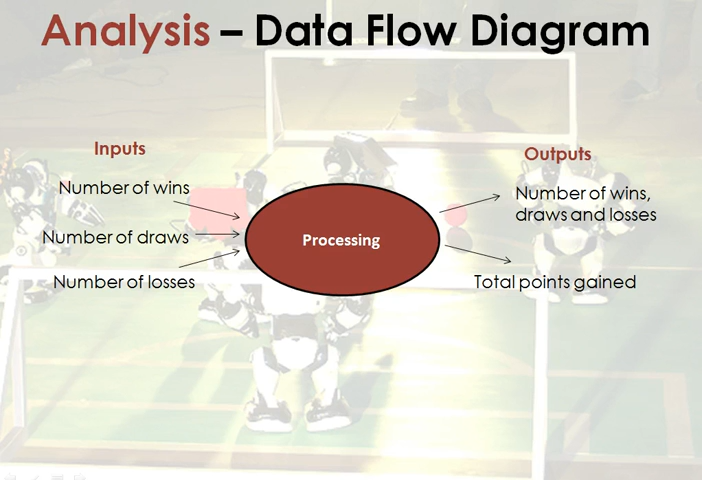 Analysis – Data Flow Diagram
Inputs
Number of wins
Number of draws
Number of losses
Processing
Outputs
Number of wins,
draws and losses
Total points gained